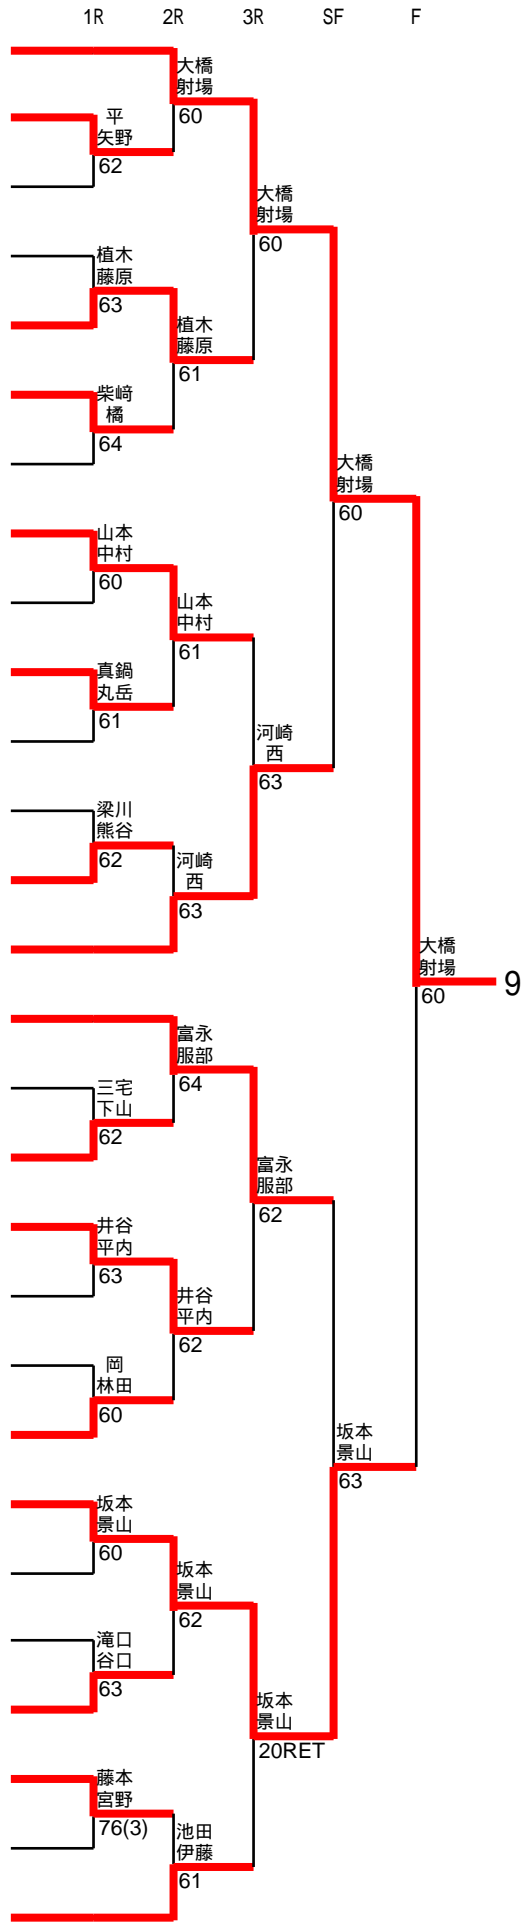 1R 2R 3R SF F
大橋
射場
60
平
矢野
62
大橋
射場
60
植木
藤原
63
植木
藤原
61
柴﨑
橘
64
大橋
射場
60
山本
中村
60
山本
中村
61
真鍋
丸岳
61
河崎
西
63
梁川
熊谷
62
河崎
西
63
大橋
射場
60
9
富永
服部
64
三宅
下山
62
富永
服部
62
井谷
平内
63
井谷
平内
62
岡
林田
60
坂本
景山
63
坂本
景山
60
坂本
景山
62
滝口
谷口
63
坂本
景山
20RET
藤本
宮野
76(3)
池田
伊藤
61